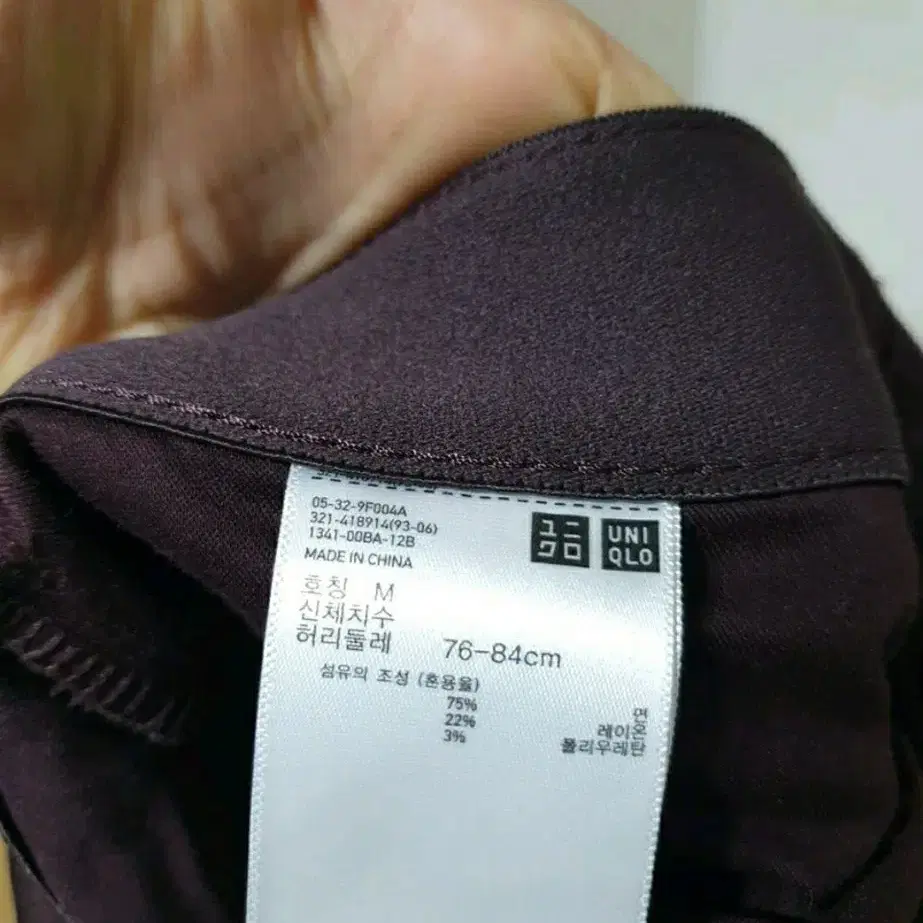 05-32-9F004A
321-418914(93-06)
1341-00BA-12B
MADE IN CHINA
ユニ
クロ
UNI
QLO
호칭 M
신체치수
허리둘레 76-84cm
섬유의 조성 (혼용율)
75% 면
22% 레이온
3% 폴리우레탄